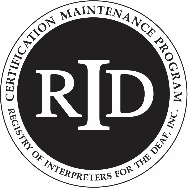 CERTIFICATION MAINTENANCE PROGRAM
RID
REGISTRY OF INTERPRETERS FOR THE DEAF, INC.